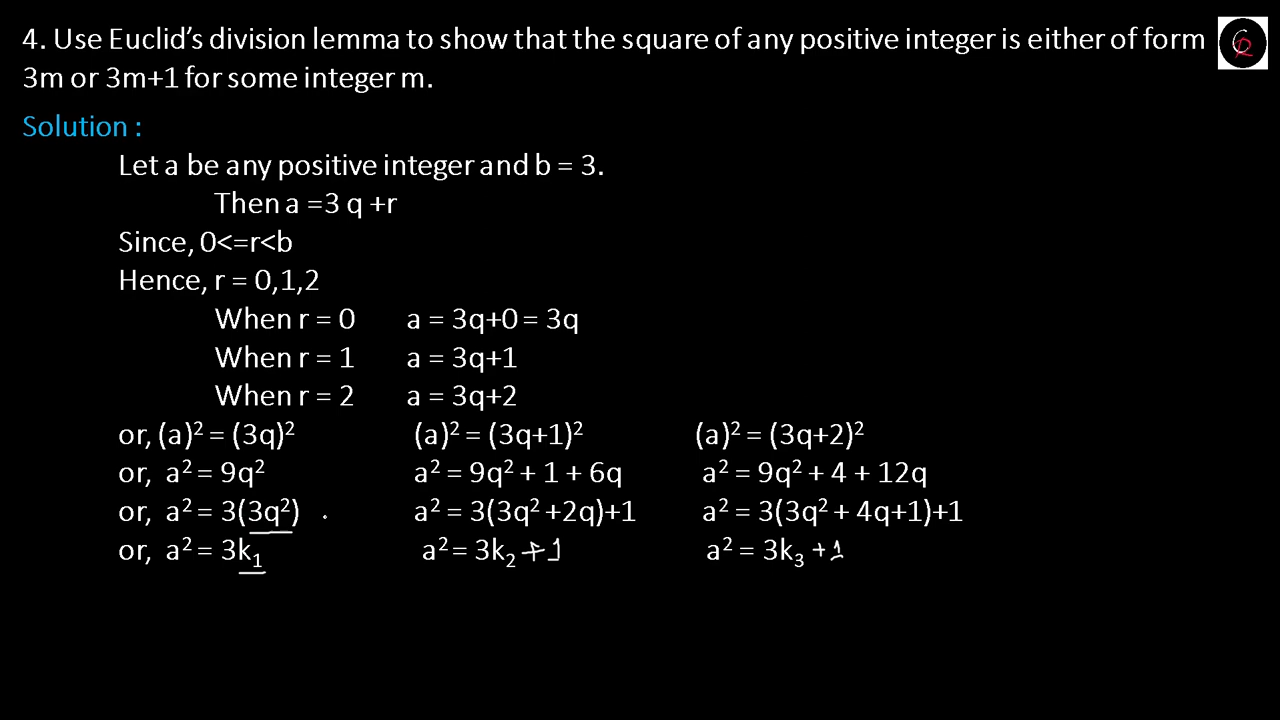 4. Use Euclid’s division lemma to show that the square of any positive integer is either of form
3m or 3m+1 for some integer m.
Solution :
Let a be any positive integer and b = 3.
Then a =3 q +r
Since, 0<=r<b
Hence, r = 0,1,2
When r = 0 a = 3q+0 = 3q
When r = 1 a = 3q+1
When r = 2 a = 3q+2
or, (a)² = (3q)² (a)² = (3q+1)² (a)² = (3q+2)²
or, a² = 9q² a² = 9q² + 1 + 6q a² = 9q² + 4 + 12q
or, a² = 3(3q²) a² = 3(3q² +2q)+1 a² = 3(3q² + 4q+1)+1
or, a² = 3k₁ a² = 3k₂ +1 a² = 3k₃ +1